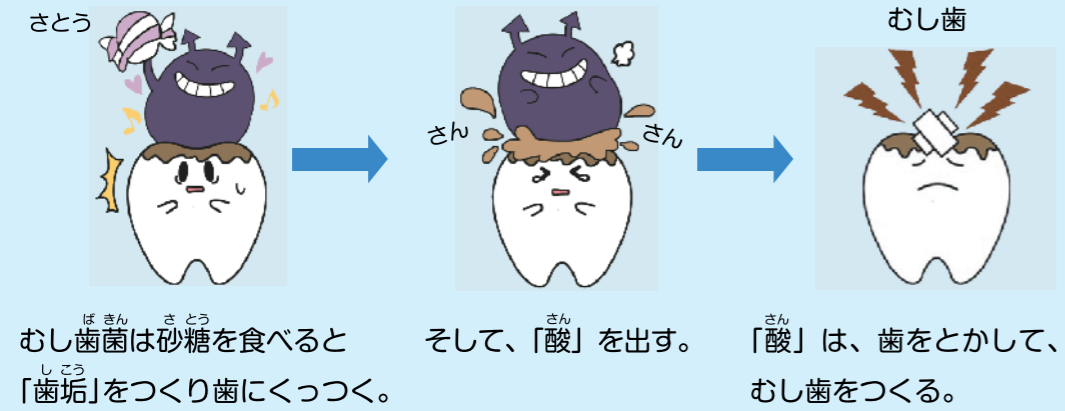 さとう
むし歯菌は砂糖を食べると
「歯垢」をつくり歯にくっつく。
さん
さん
そして、「酸」を出す。
むし歯
「酸」は、歯をとかして、
むし歯をつくる。